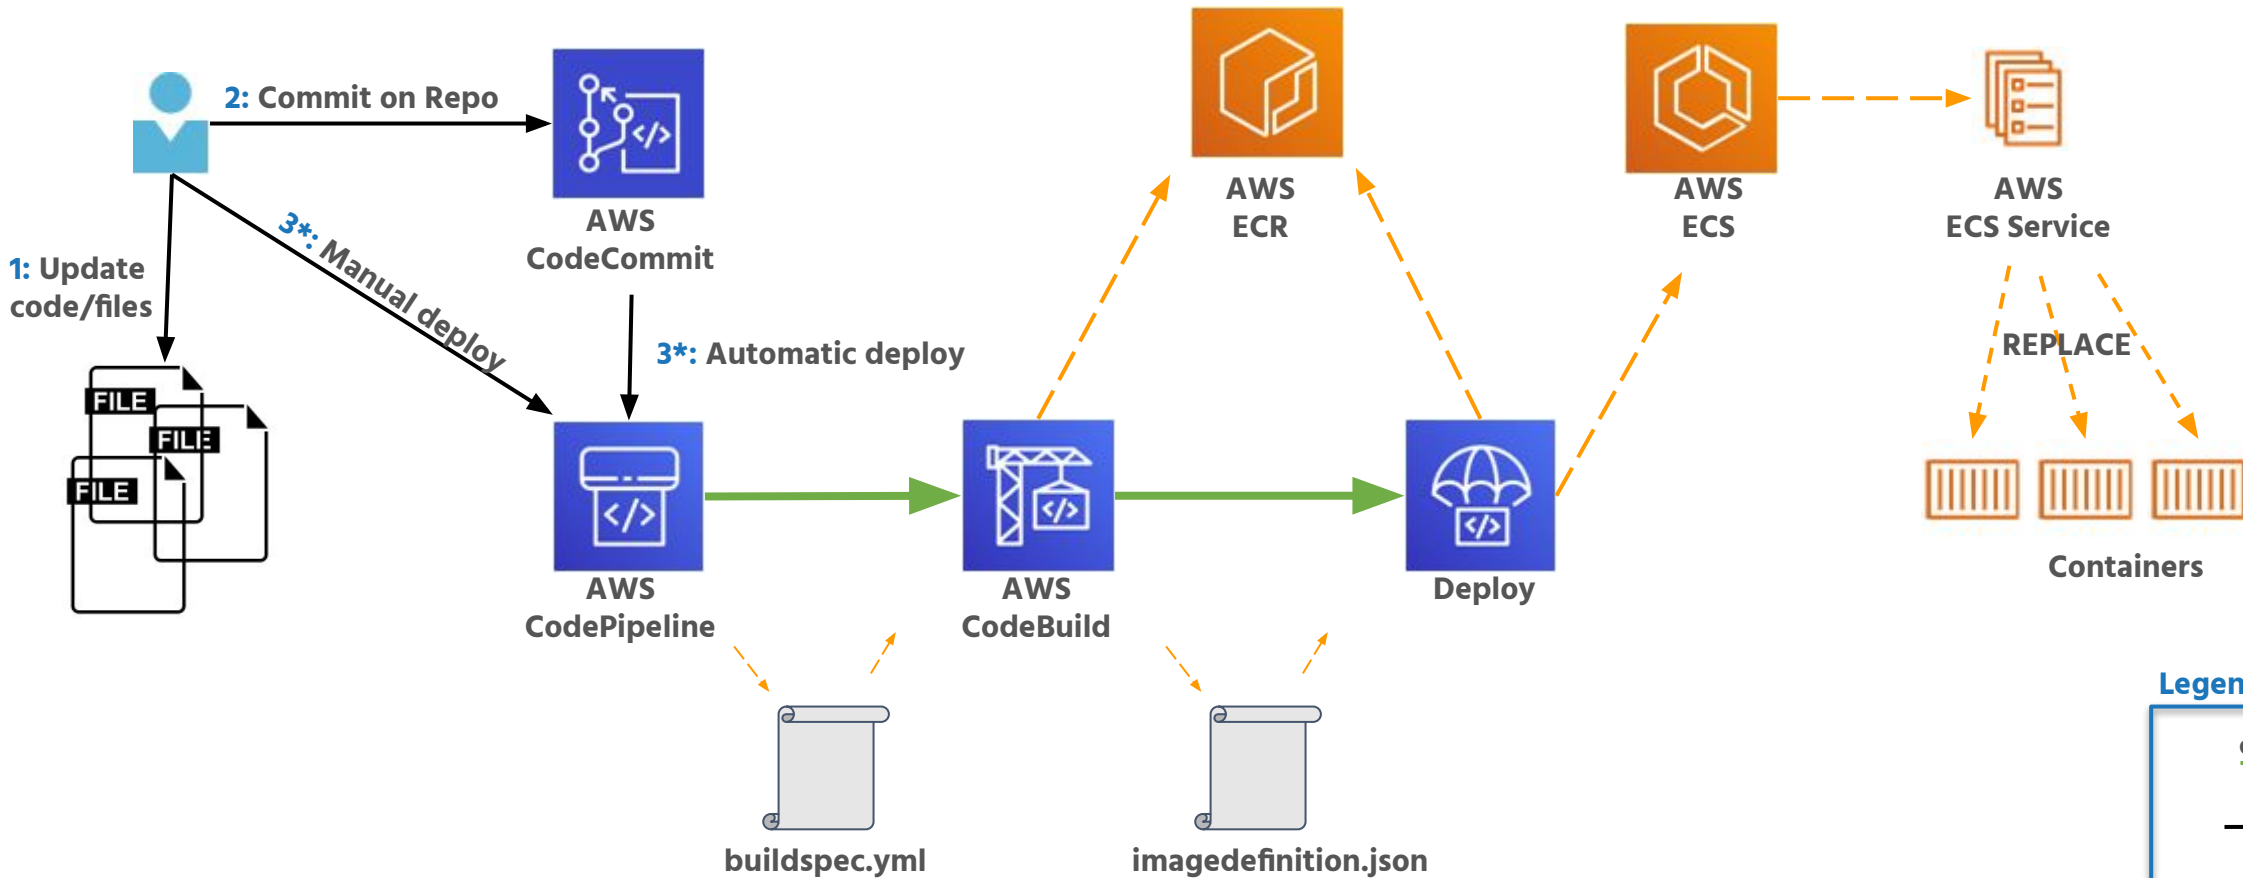 2: Commit on Repo
AWS
CodeCommit
AWS
ECR
AWS
ECS
AWS
ECS Service
1: Update
code/files
3*: Manual deploy
3*: Automatic deploy
REPLACE
FILE
FILE
FILE
AWS
CodePipeline
AWS
CodeBuild
Deploy
Containers
buildspec.yml
imagedefinition.json
Legen